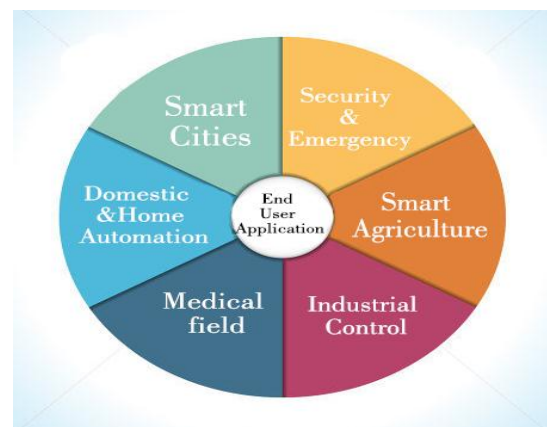 Smart
Cities
Security
&
Emergency
Domestic
&Home
Automation
End
User
Application
Smart
Agriculture
Medical
field
Industrial
Control